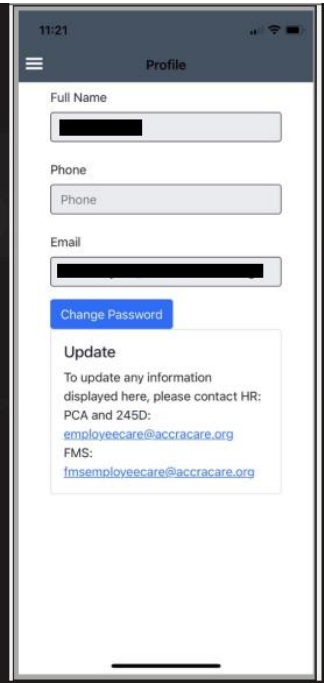 11:21
Profile
Full Name
Phone
Phone
Email
Change Password
Update
To update any information
displayed here, please contact HR:
PCA and 245D:
employeecare@accracare.org
FMS:
fmsemployeecare@accracare.org